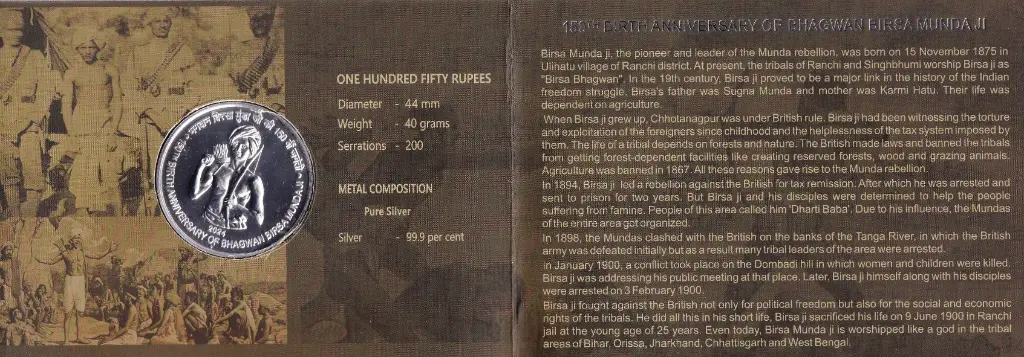 भगवान बिरसा मुंडा जी की 150 वीं जयंती
150TH BIRTH ANNIVERSARY OF BHAGWAN BIRSA MUNDA JI
2024
ONE HUNDRED FIFTY RUPEES
Diameter - 44 mm
Weight - 40 grams
Serrations - 200
METAL COMPOSITION
Pure Silver
Silver - 99.9 per cent
150TH BIRTH ANNIVERSARY OF BHAGWAN BIRSA MUNDA JI
Birsa Munda ji, the pioneer and leader of the Munda rebellion, was born on 15 November 1875 in
Ulihatu village of Ranchi district. At present, the tribals of Ranchi and Singhbhumi worship Birsa ji as
"Birsa Bhagwan". In the 19th century, Birsa ji proved to be a major link in the history of the Indian
freedom struggle. Birsa's father was Sugna Munda and mother was Karmi Hatu. Their life was
dependent on agriculture.
When Birsa ji grew up, Chhotanagpur was under British rule. Birsa ji had been witnessing the torture
and exploitation of the foreigners since childhood and the helplessness of the tax system imposed by
them. The life of a tribal depends on forests and nature. The British made laws and banned the tribals
from getting forest-dependent facilities like creating reserved forests, wood and grazing animals.
Agriculture was banned in 1867. All these reasons gave rise to the Munda rebellion.
In 1894, Birsa ji led a rebellion against the British for tax remission. After which he was arrested and
sent to prison for two years. But Birsa ji and his disciples were determined to help the people
suffering from famine. People of this area called him 'Dharti Baba'. Due to his influence, the Mundas
of the entire area got organized.
In 1898, the Mundas clashed with the British on the banks of the Tanga River, in which the British
army was defeated initially but as a result many tribal leaders of the area were arrested.
in January 1900, a conflict took place on the Dombadi hill in which women and children were killed.
Birsa ji was addressing his public meeting at that place. Later, Birsa ji himself along with his disciples
were arrested on 3 February 1900.
Birsa ji fought against the British not only for political freedom but also for the social and economic
rights of the tribals. He did all this in his short life, Birsa ji sacrificed his life on 9 June 1900 in Ranchi
jail at the young age of 25 years. Even today, Birsa Munda ji is worshipped like a god in the tribal
areas of Bihar, Orissa, Jharkhand, Chhattisgarh and West Bengal.